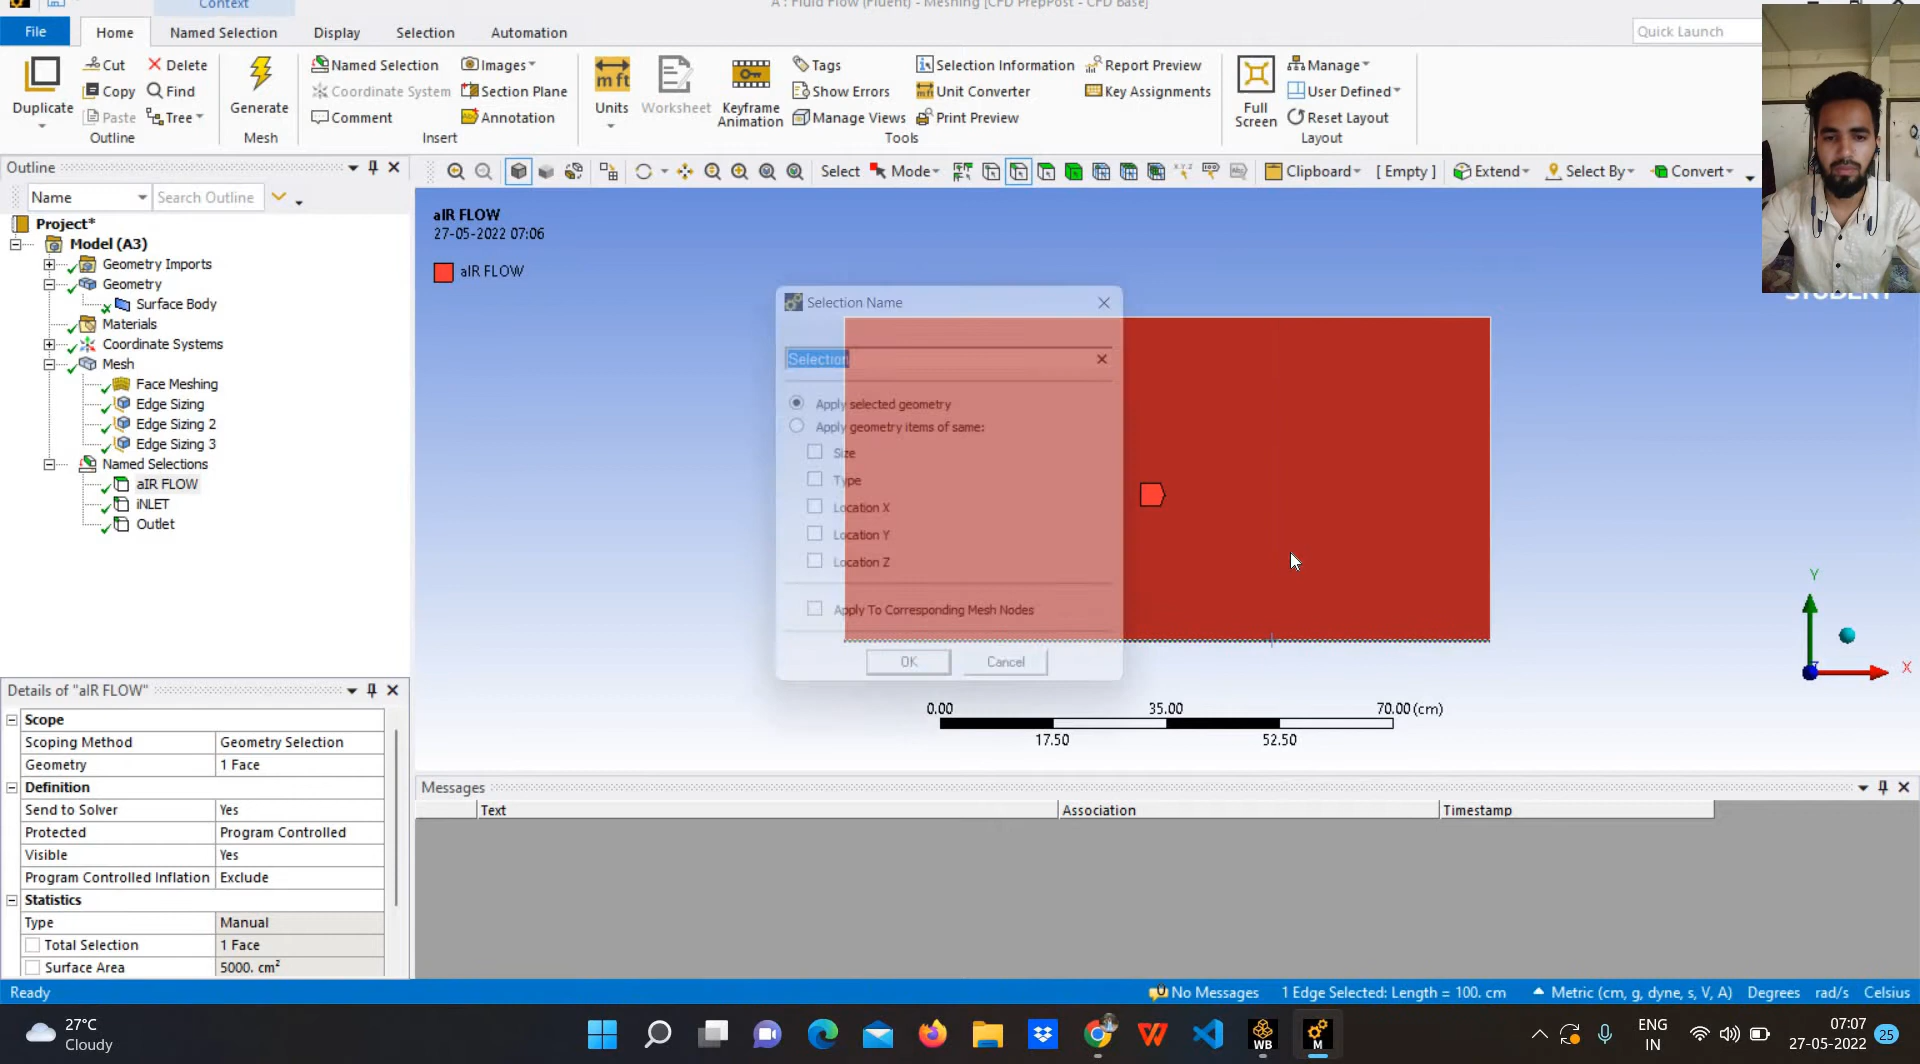 Context
A : Fluid Flow (Fluent) - Meshing [CFD PrepPost - CFD Base]
File Home Named Selection Display Selection Automation Quick Launch
Duplicate Cut Copy Paste Delete Find Tree Outline
Generate Mesh
Named Selection Coordinate System Comment Images Section Plane Annotation Insert
Units Worksheet Keyframe Animation Tags Show Errors Manage Views Selection Information Unit Converter Print Preview Report Preview Key Assignments Tools
Full Screen Manage User Defined Reset Layout Layout
Outline
Name Search Outline
Select Mode Clipboard [ Empty ] Extend Select By Convert
Project*
Model (A3)
Geometry Imports
Geometry
Surface Body
Materials
Coordinate Systems
Mesh
Face Meshing
Edge Sizing
Edge Sizing 2
Edge Sizing 3
Named Selections
aIR FLOW
iNLET
Outlet
aIR FLOW
27-05-2022 07:06
aIR FLOW
STUDENT
Selection Name
Selection
Apply selected geometry
Apply geometry items of same:
Size
Type
Location X
Location Y
Location Z
Apply To Corresponding Mesh Nodes
OK Cancel
Y
X
0.00 35.00 70.00 (cm)
17.50 52.50
Details of "aIR FLOW"
Scope
Scoping Method Geometry Selection
Geometry 1 Face
Definition
Send to Solver Yes
Protected Program Controlled
Visible Yes
Program Controlled Inflation Exclude
Statistics
Type Manual
Total Selection 1 Face
Surface Area 5000. cm²
Messages
Text Association Timestamp
Ready No Messages 1 Edge Selected: Length = 100. cm Metric (cm, g, dyne, s, V, A) Degrees rad/s Celsius
27°C
Cloudy
WB
M
ENG
IN
07:07
27-05-2022
25